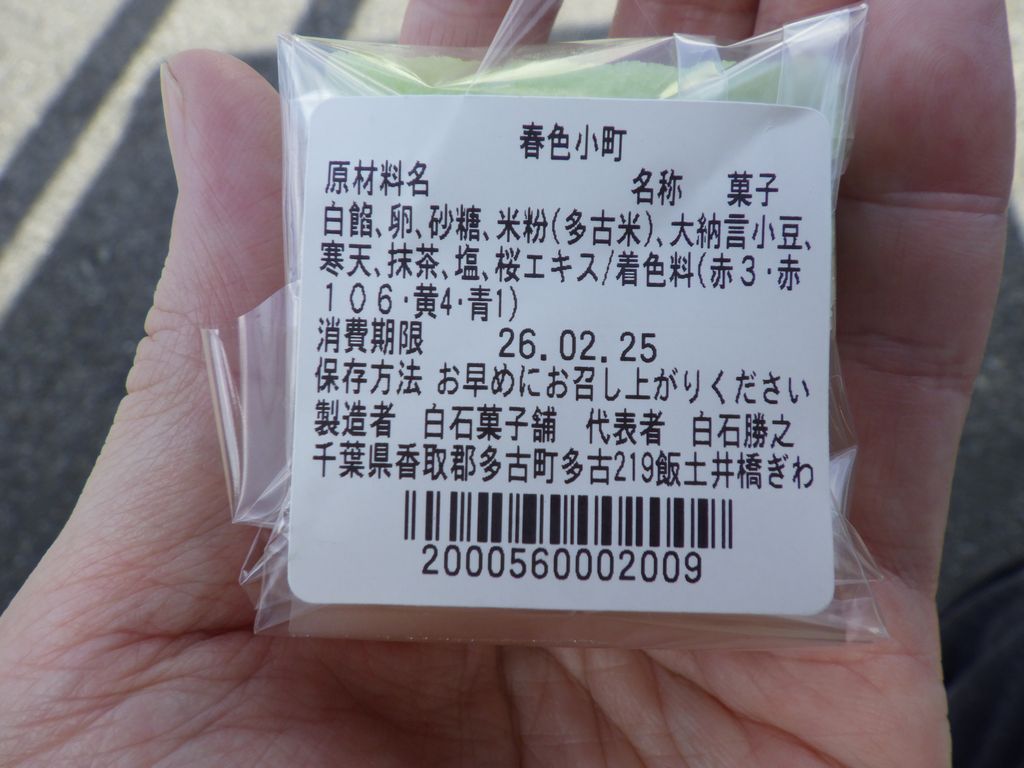 春色小町
原材料名 名称 菓子
白餡､卵､砂糖､米粉(多古米)､大納言小豆､
寒天､抹茶､塩､桜エキス/着色料(赤３･赤
１０６･黄4･青1)
消費期限 26.02.25
保存方法 お早めにお召し上がりください
製造者 白石菓子舗 代表者 白石勝之
千葉県香取郡多古町多古219飯土井橋ぎわ
2000560002009